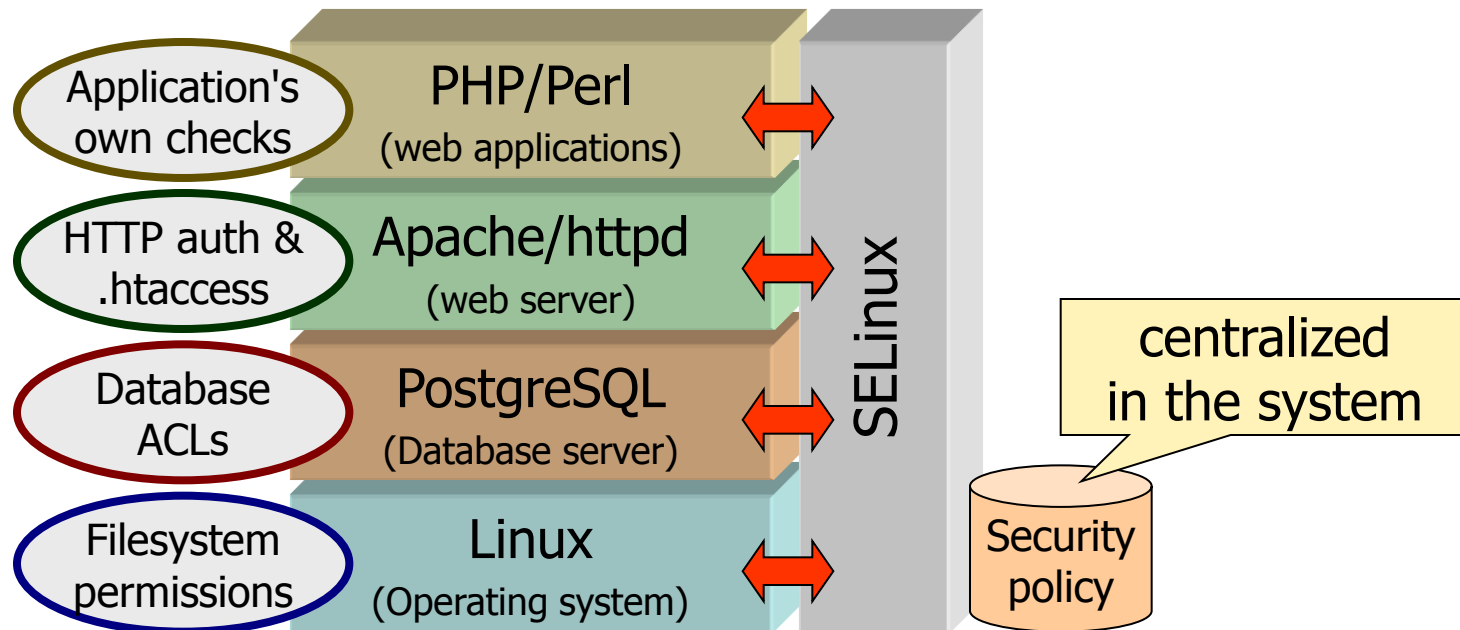 Application's
own checks
PHP/Perl
(web applications)
HTTP auth &
.htaccess
Apache/httpd
(web server)
Database
ACLs
PostgreSQL
(Database server)
Filesystem
permissions
Linux
(Operating system)
SELinux
centralized
in the system
Security
policy